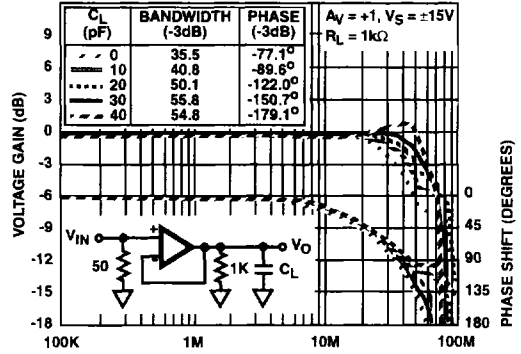 C_L (pF) BANDWIDTH (-3dB) PHASE (-3dB)
0 35.5 -77.1°
10 40.8 -89.6°
20 50.1 -122.0°
30 55.8 -150.7°
40 54.8 -179.1°
A_V = +1, V_S = ±15V
R_L = 1kΩ
VOLTAGE GAIN (dB)
9
6
3
0
-3
-6
-9
-12
-15
-18
PHASE SHIFT (DEGREES)
0
45
90
135
180
V_IN
+
-
V_O
50
1K
C_L
100K 1M 10M 100M